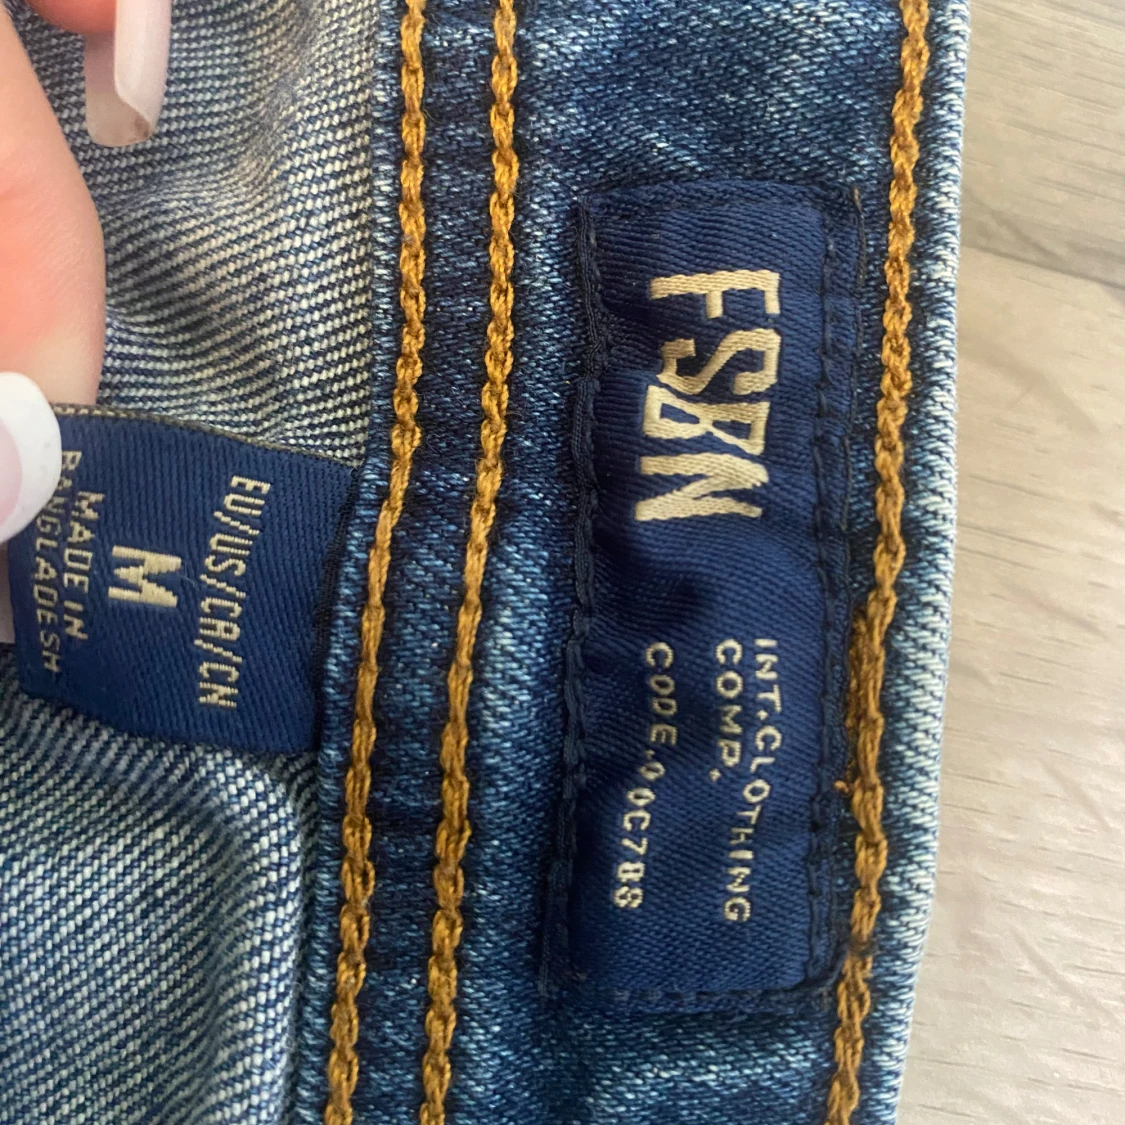 FSBN
INT.CLOTHING
COMP.
CODE.00C788
EU/US/CA/CN
M
MADE IN
BANGLADESH